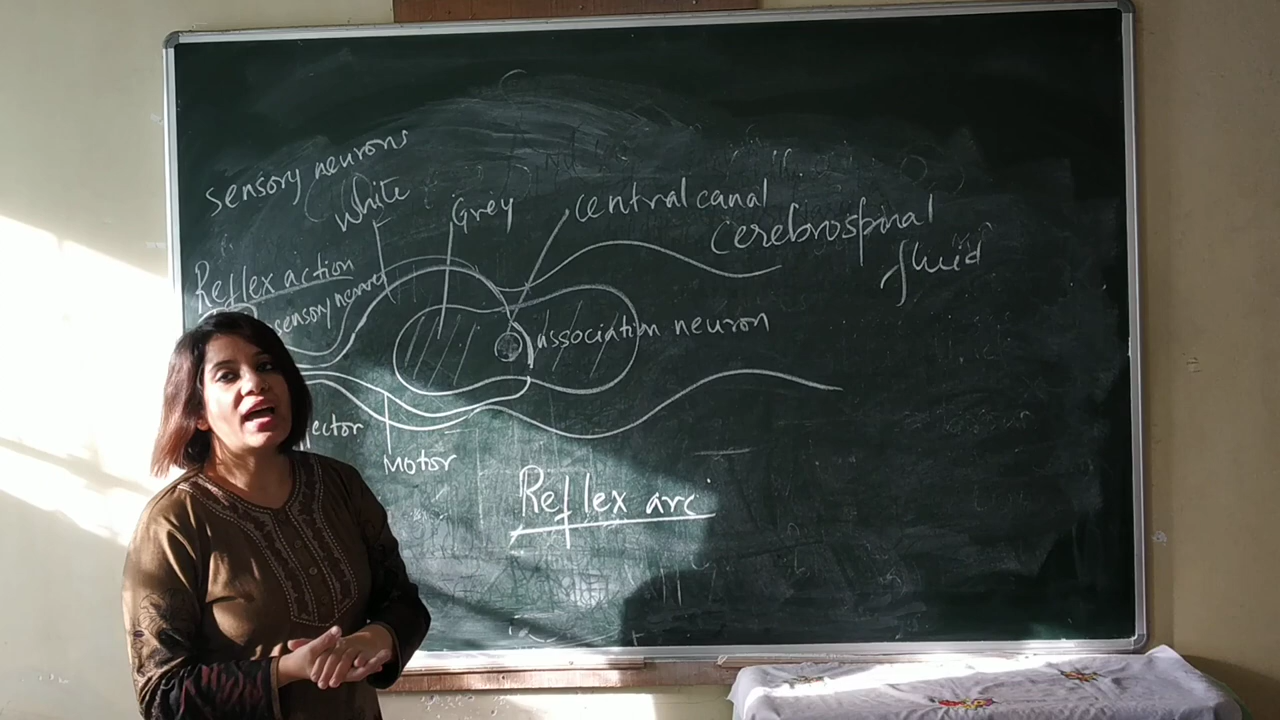 sensory neurons
White
Grey
central canal
cerebrospinal
fluid
Reflex action
sensory nerve
association neuron
Motor
Reflex arc